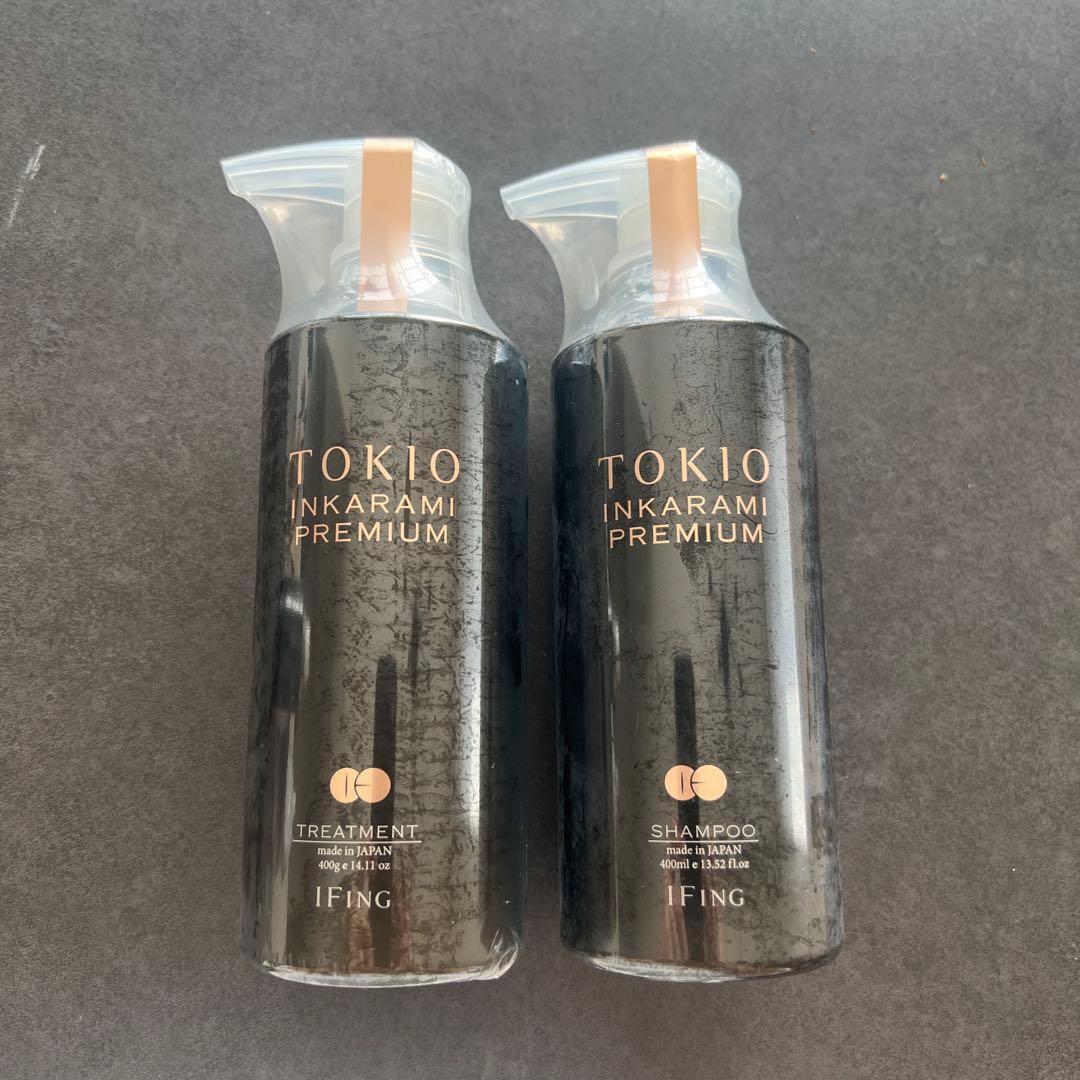 TOKIO
INKARAMI
PREMIUM
TREATMENT
made in JAPAN
400g e 14.11 oz
IFING
TOKIO
INKARAMI
PREMIUM
SHAMPOO
made in JAPAN
400ml e 13.52 fl.oz
IFING